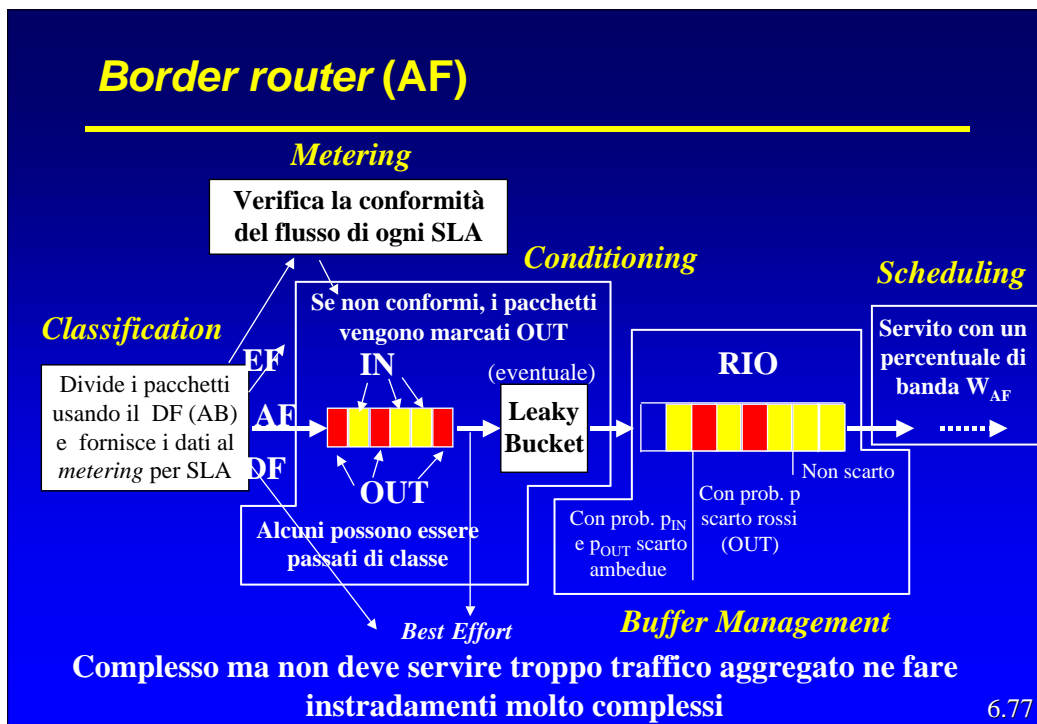 Border router (AF)
Metering
Verifica la conformità
del flusso di ogni SLA
Conditioning
Scheduling
Classification
Se non conformi, i pacchetti
vengono marcati OUT
Servito con un
percentuale di
banda WAF
EF
Divide i pacchetti
usando il DF (AB)
e fornisce i dati al
metering per SLA
AF
DF
IN
(eventuale)
Leaky
Bucket
RIO
OUT
Non scarto
Con prob. p
scarto rossi
(OUT)
Con prob. pIN
e pOUT scarto
ambedue
Alcuni possono essere
passati di classe
Best Effort
Buffer Management
Complesso ma non deve servire troppo traffico aggregato ne fare
instradamenti molto complessi
6.77